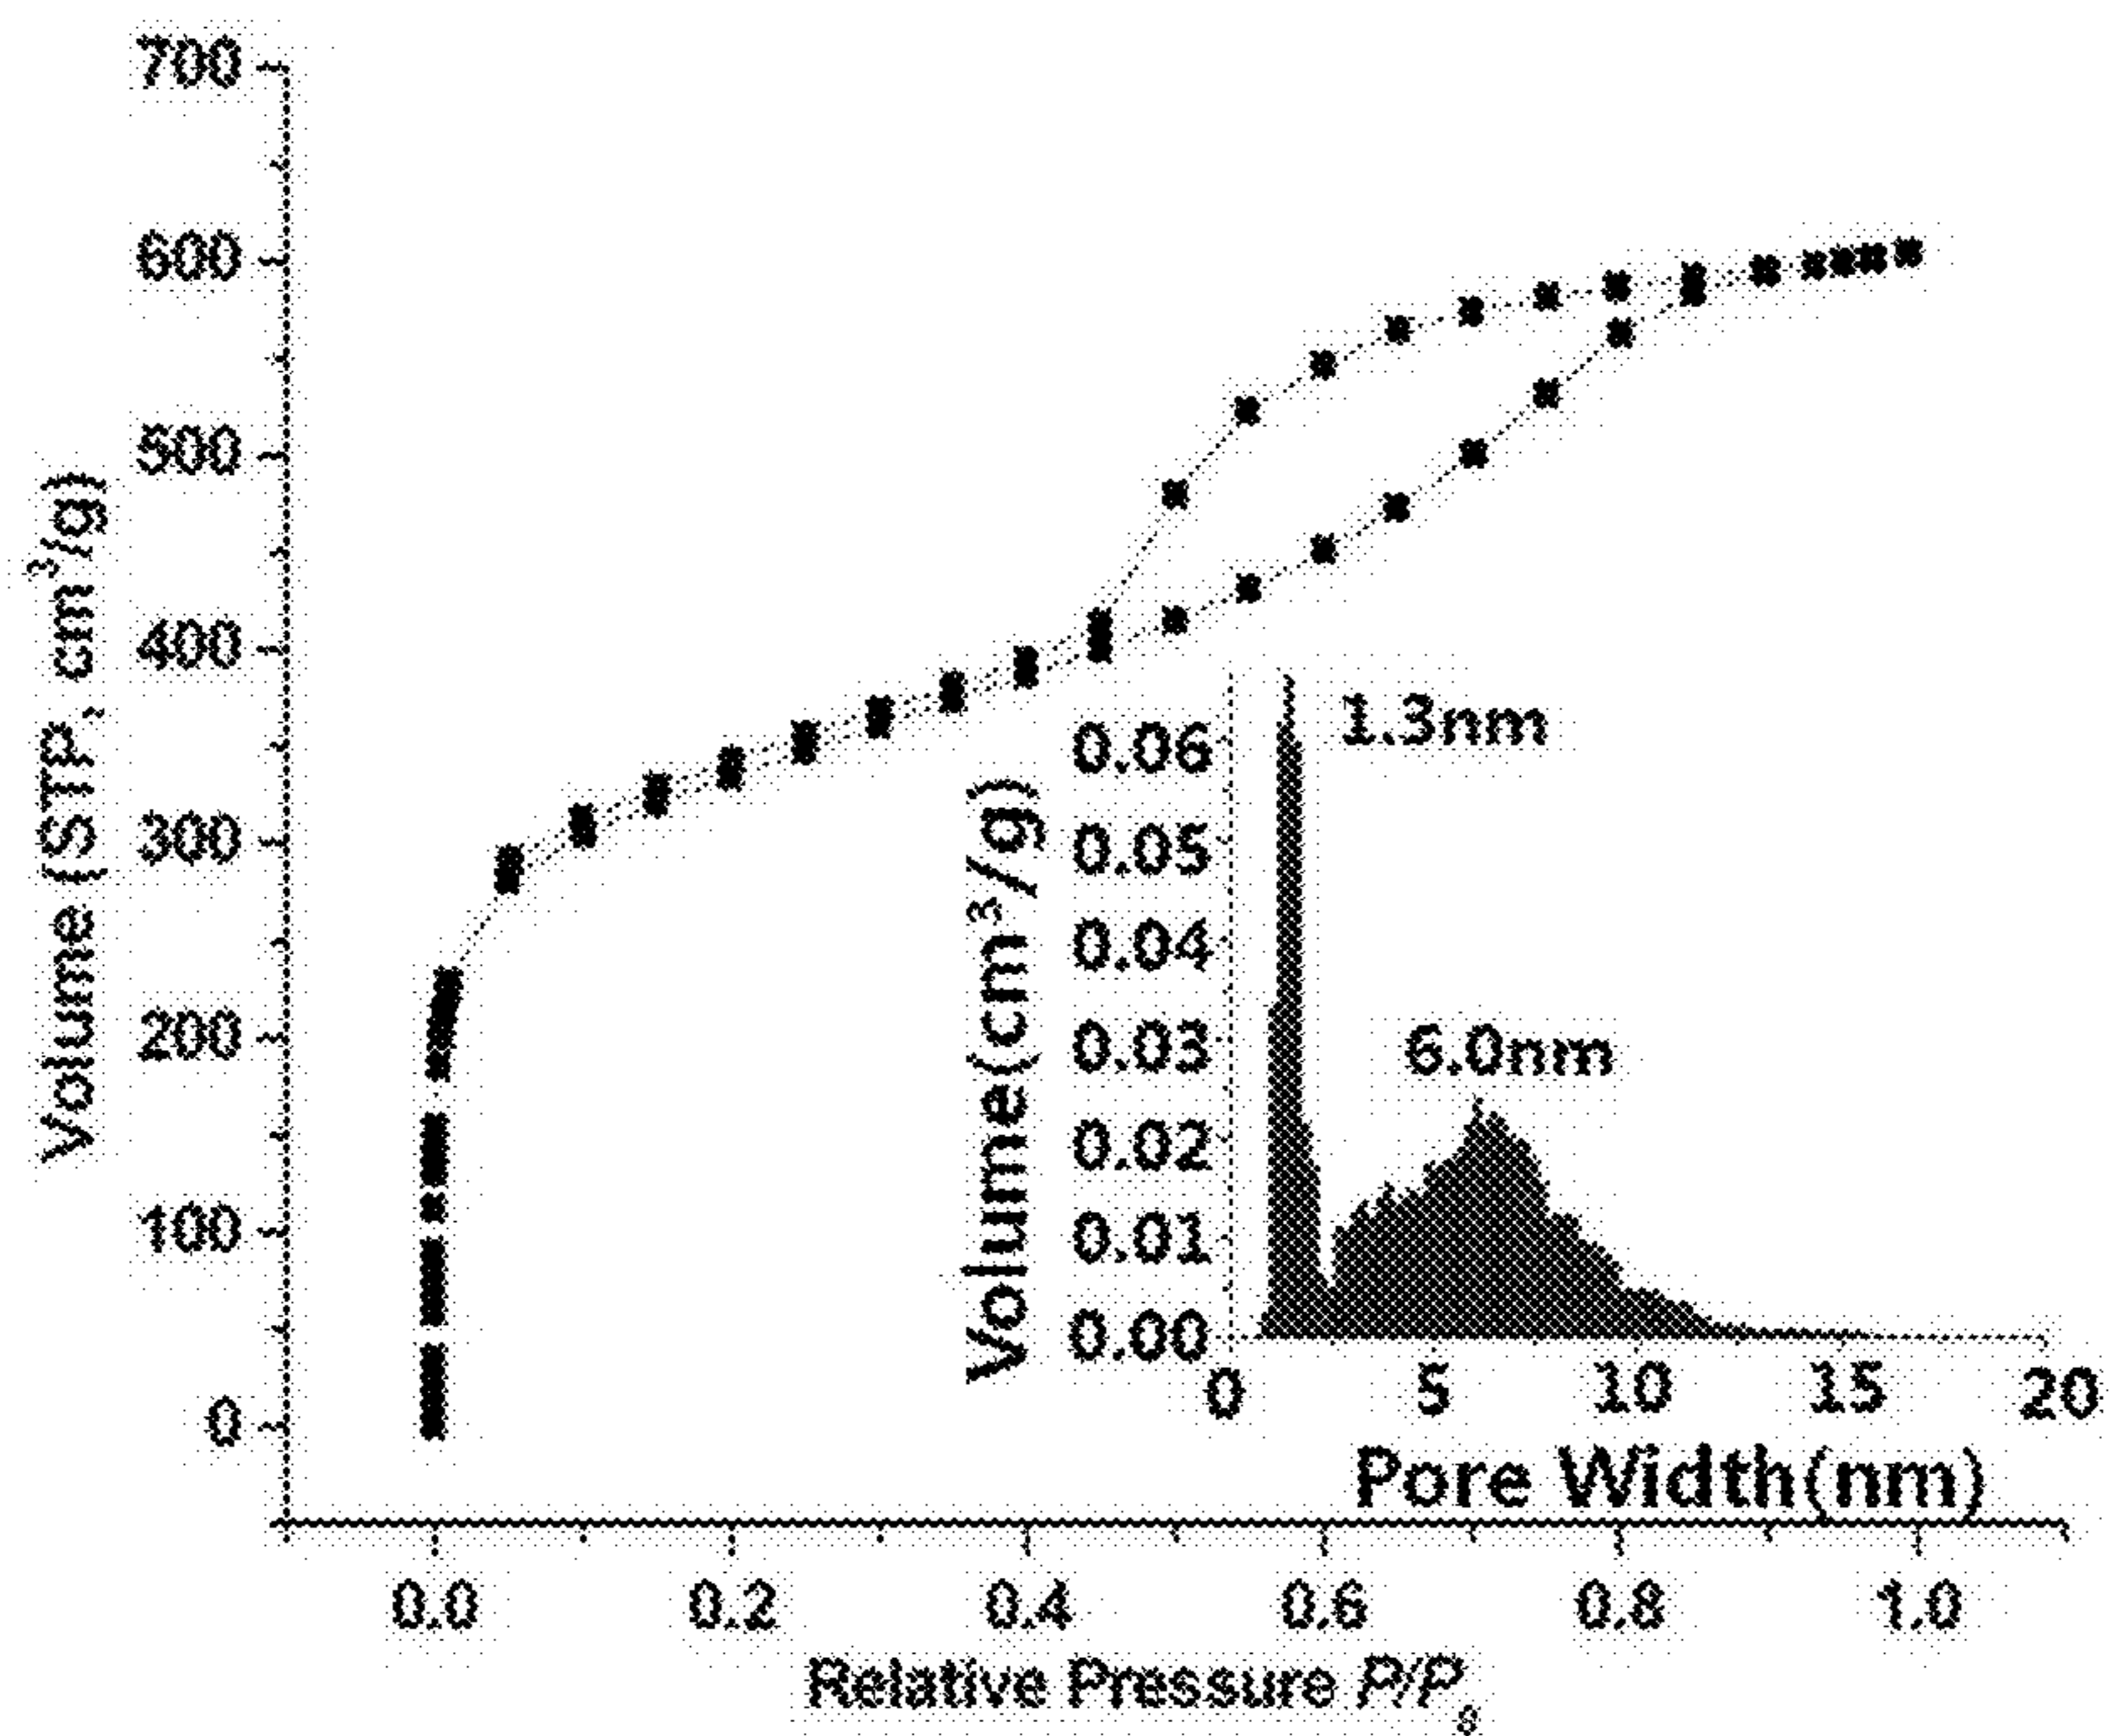 700
600
500
400
300
200
100
0
Volume (STP, cm³/g)
0.0 0.2 0.4 0.6 0.8 1.0
Relative Pressure P/P₀
0.06
0.05
0.04
0.03
0.02
0.01
0.00
Volume(cm³/g)
1.3nm
6.0nm
0 5 10 15 20
Pore Width(nm)